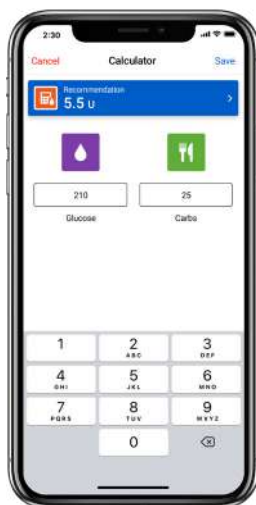 2:30
Cancel Calculator Save
Recommendation
5.5 U
210 25
Glucose Carbs
1 2 3
ABC DEF
4 5 6
GHI JKL MNO
7 8 9
PQRS TUV WXYZ
0